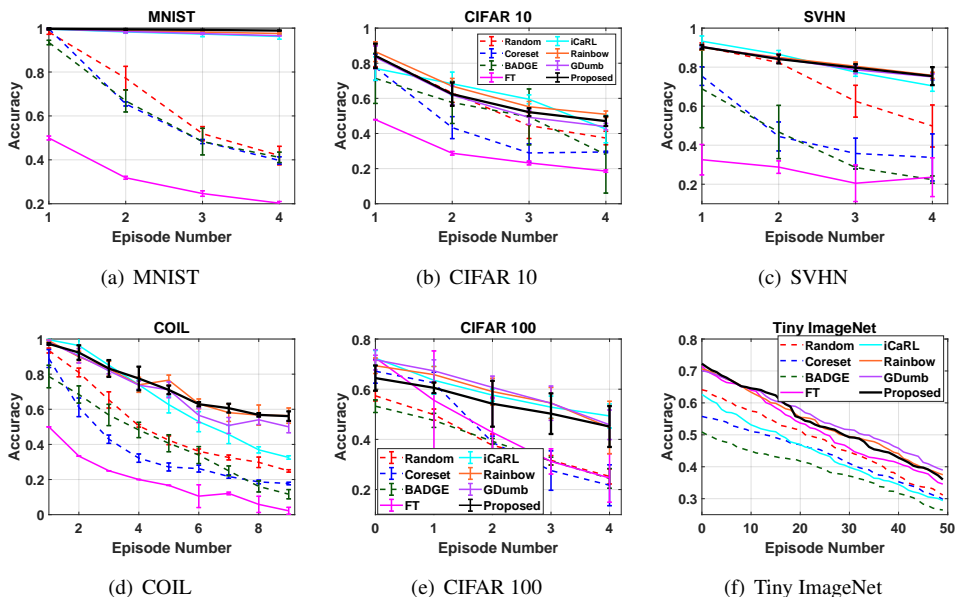 MNIST
Accuracy
1
0.8
0.6
0.4
0.2
1 2 3 4
Episode Number
(a) MNIST
CIFAR 10
Accuracy
1
0.8
0.6
0.4
0.2
0
Random
Coreset
BADGE
FT
iCaRL
Rainbow
GDumb
Proposed
1 2 3 4
Episode Number
(b) CIFAR 10
SVHN
Accuracy
1
0.8
0.6
0.4
0.2
1 2 3 4
Episode Number
(c) SVHN
COIL
Accuracy
1
0.8
0.6
0.4
0.2
0
2 4 6 8
Episode Number
(d) COIL
CIFAR 100
Accuracy
0.8
0.6
0.4
0.2
0
Random
Coreset
BADGE
FT
iCaRL
Rainbow
GDumb
Proposed
0 1 2 3 4
Episode Number
(e) CIFAR 100
Tiny ImageNet
Accuracy
0.8
0.7
0.6
0.5
0.4
0.3
Random
Coreset
BADGE
FT
iCaRL
Rainbow
GDumb
Proposed
0 10 20 30 40 50
Episode Number
(f) Tiny ImageNet